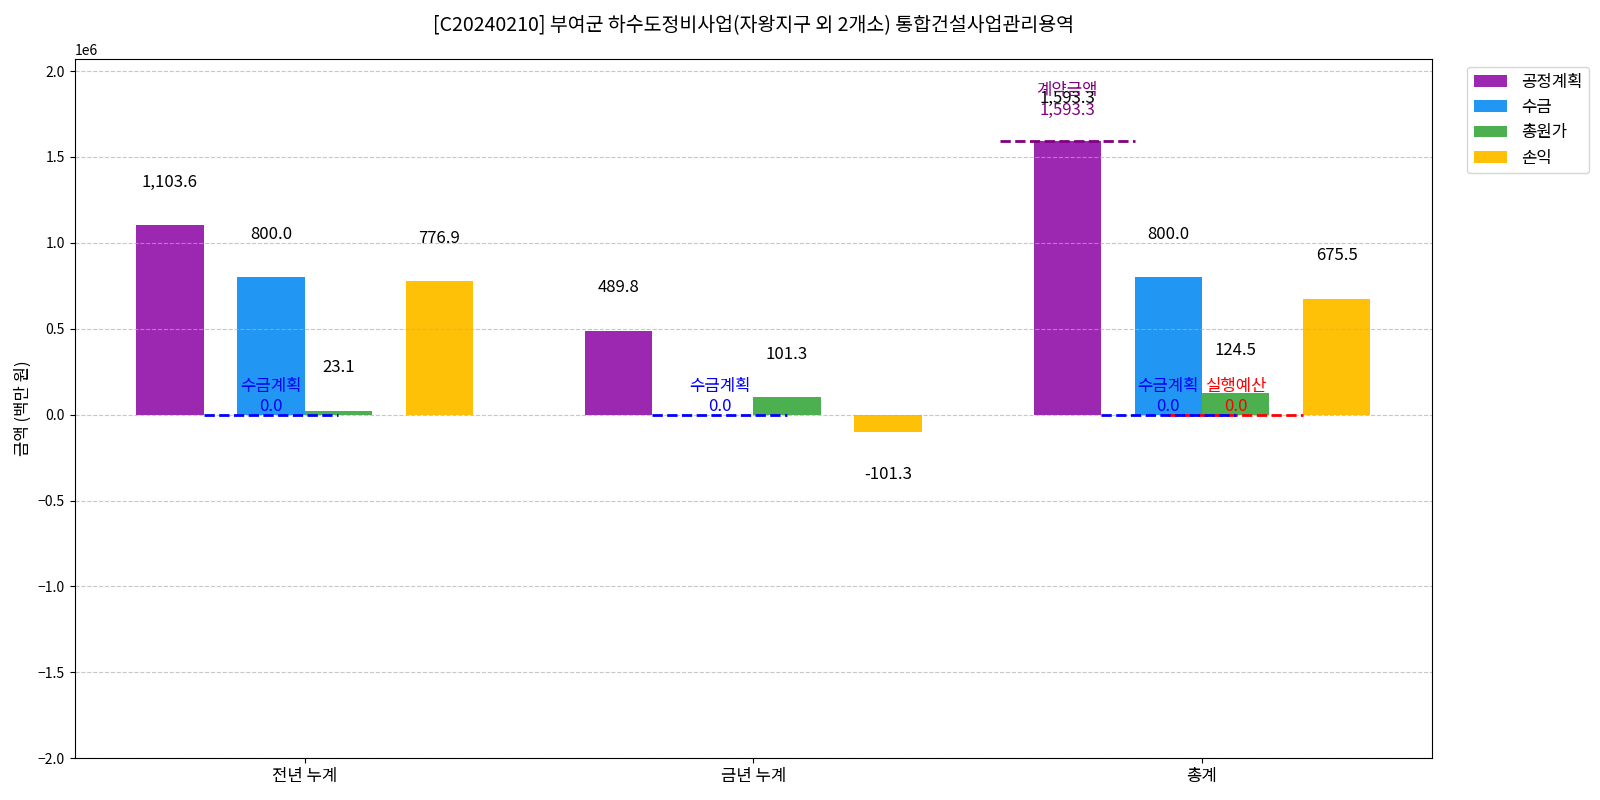 [C20240210] 부여군 하수도정비사업(자왕지구 외 2개소) 통합건설사업관리용역
1e6
2.0
1.5
1.0
0.5
0.0
−0.5
−1.0
−1.5
−2.0
금액 (백만 원)
1,103.6
800.0
23.1
776.9
수금계획
0.0
489.8
수금계획
0.0
101.3
-101.3
계약금액
1,593.3
1,593.3
800.0
수금계획
0.0
124.5
실행예산
0.0
675.5
전년 누계
금년 누계
총계
공정계획
수금
총원가
손익